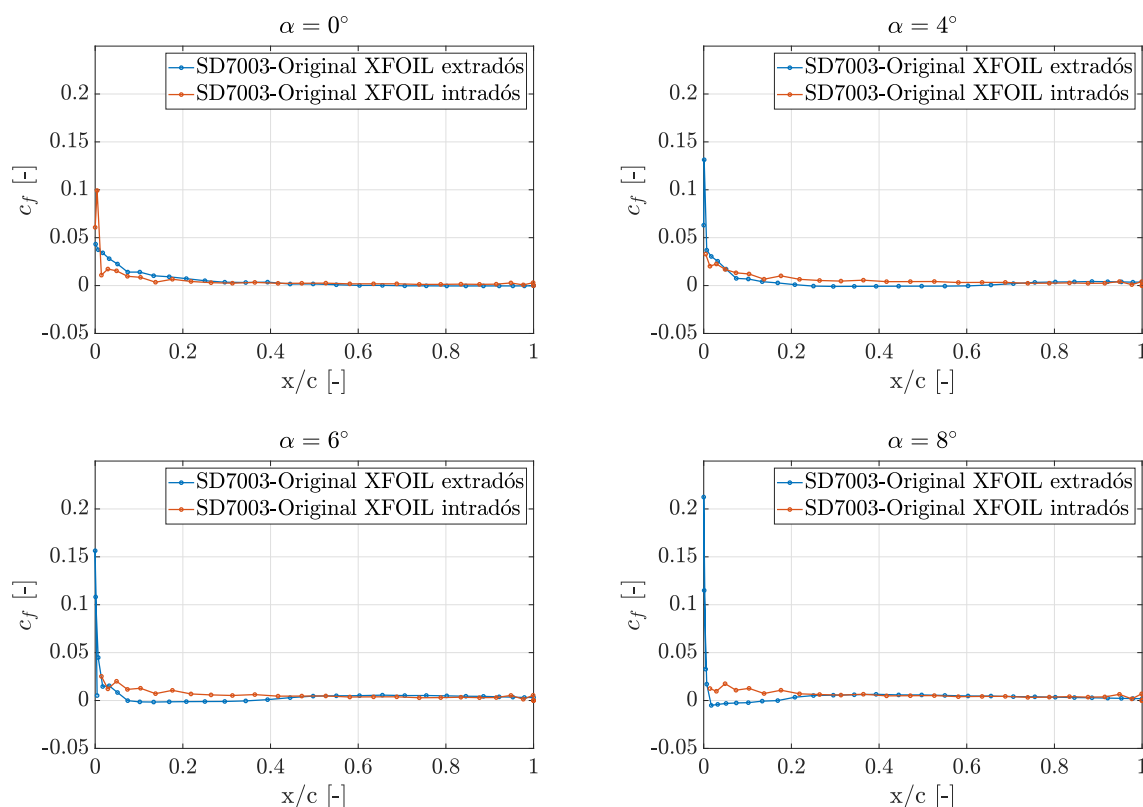 α = 0°
SD7003-Original XFOIL extradós
SD7003-Original XFOIL intradós
0.2
0.15
0.1
0.05
0
-0.05
c_f [-]
0 0.2 0.4 0.6 0.8 1
x/c [-]
α = 4°
SD7003-Original XFOIL extradós
SD7003-Original XFOIL intradós
0.2
0.15
0.1
0.05
0
-0.05
c_f [-]
0 0.2 0.4 0.6 0.8 1
x/c [-]
α = 6°
SD7003-Original XFOIL extradós
SD7003-Original XFOIL intradós
0.2
0.15
0.1
0.05
0
-0.05
c_f [-]
0 0.2 0.4 0.6 0.8 1
x/c [-]
α = 8°
SD7003-Original XFOIL extradós
SD7003-Original XFOIL intradós
0.2
0.15
0.1
0.05
0
-0.05
c_f [-]
0 0.2 0.4 0.6 0.8 1
x/c [-]